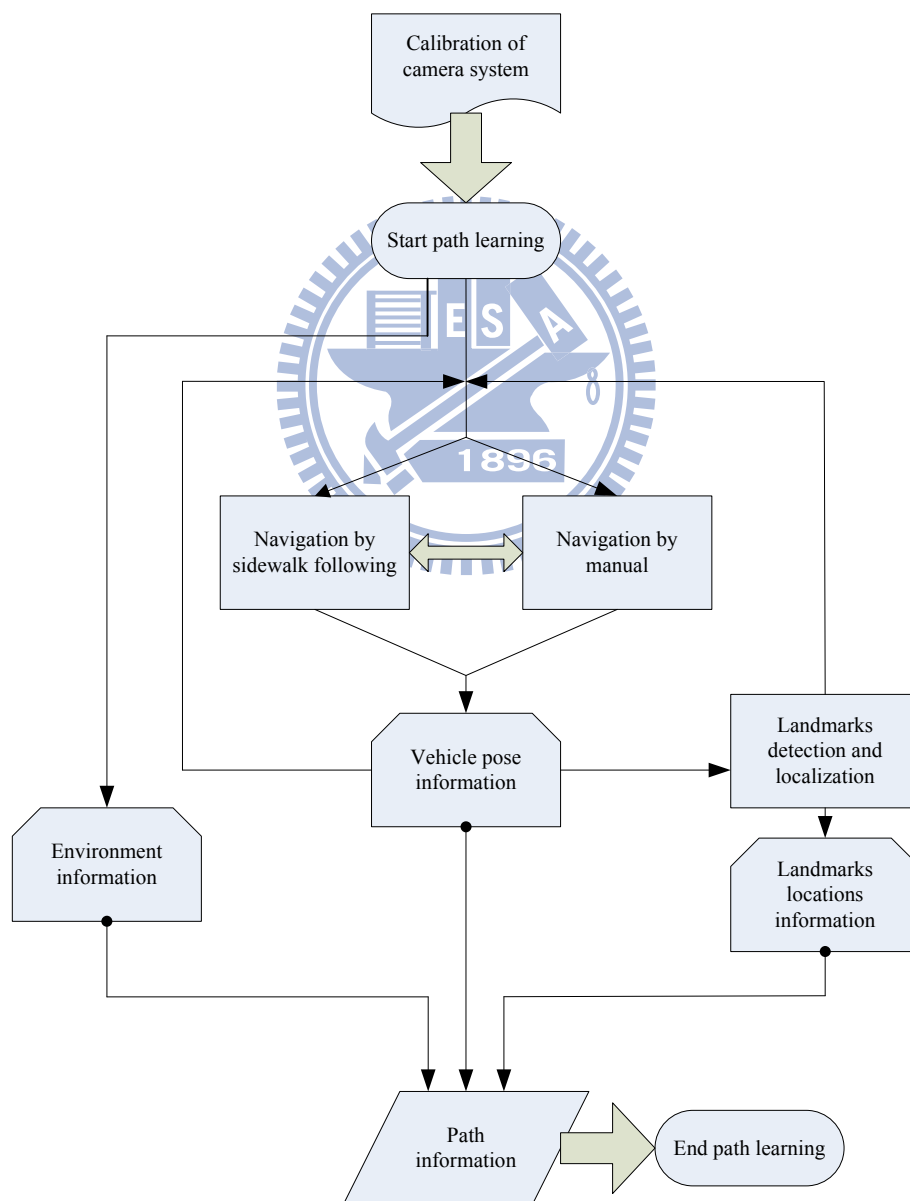 Calibration of
camera system
Start path learning
E S A
1896
Navigation by
sidewalk following
Navigation by
manual
Vehicle pose
information
Landmarks
detection and
localization
Environment
information
Landmarks
locations
information
Path
information
End path learning